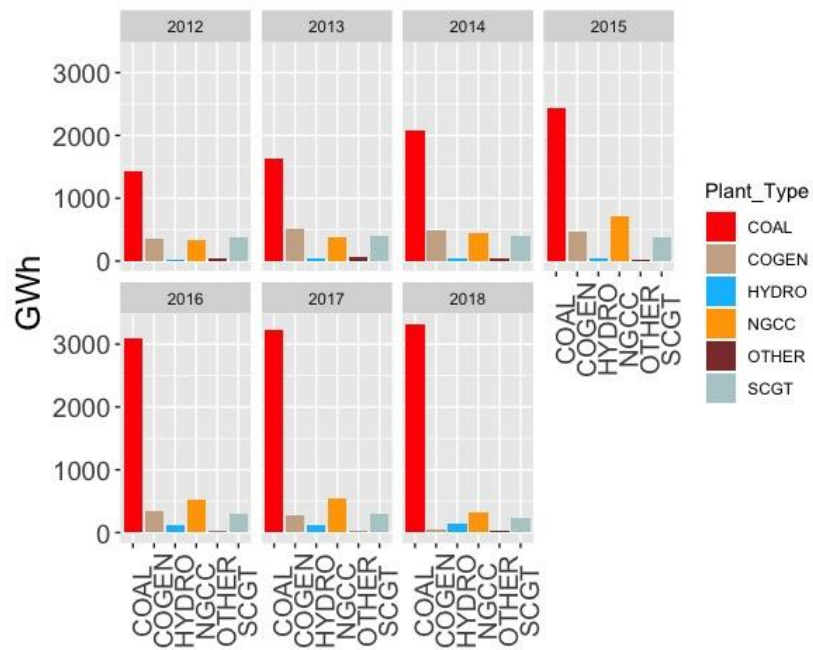 2012
2013
2014
2015
3000
2000
1000
0
GWh
2016
2017
2018
3000
2000
1000
0
COAL
COGEN
HYDRO
NGCC
OTHER
SCGT
COAL
COGEN
HYDRO
NGCC
OTHER
SCGT
COAL
COGEN
HYDRO
NGCC
OTHER
SCGT
COAL
COGEN
HYDRO
NGCC
OTHER
SCGT
Plant_Type
COAL
COGEN
HYDRO
NGCC
OTHER
SCGT